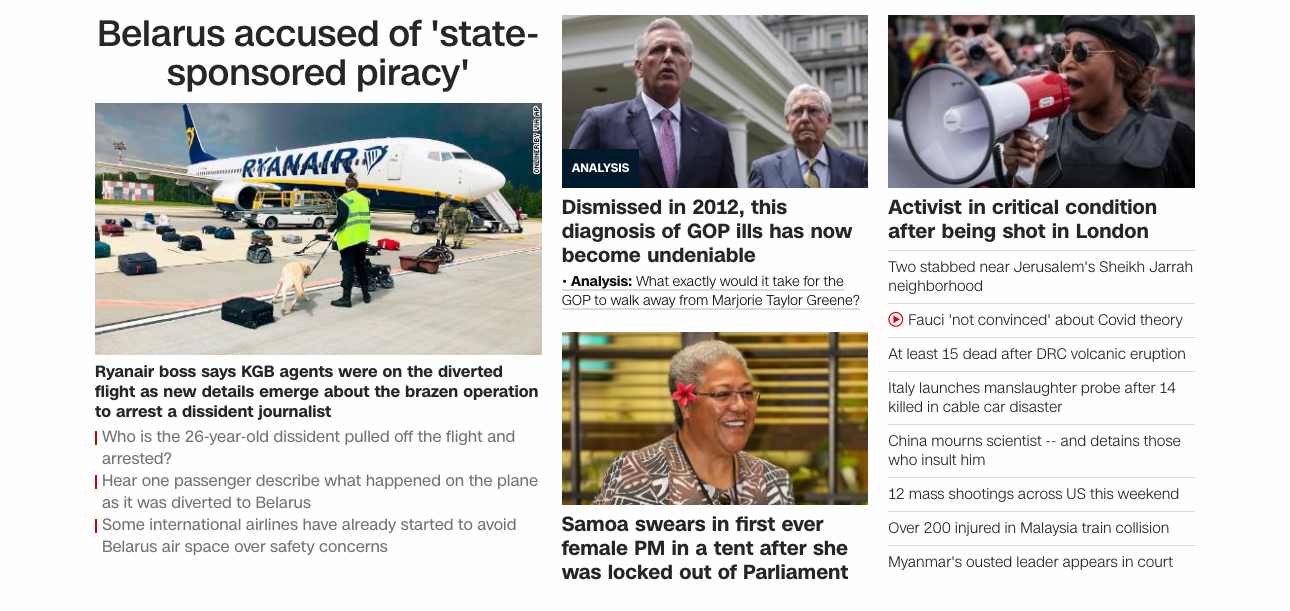 Belarus accused of 'state-
sponsored piracy'
ONLINER.BY VIA AP
RYANAIR
Ryanair boss says KGB agents were on the diverted
flight as new details emerge about the brazen operation
to arrest a dissident journalist
Who is the 26-year-old dissident pulled off the flight and
arrested?
Hear one passenger describe what happened on the plane
as it was diverted to Belarus
Some international airlines have already started to avoid
Belarus air space over safety concerns
ANALYSIS
Dismissed in 2012, this
diagnosis of GOP ills has now
become undeniable
• Analysis: What exactly would it take for the
GOP to walk away from Marjorie Taylor Greene?
Samoa swears in first ever
female PM in a tent after she
was locked out of Parliament
Activist in critical condition
after being shot in London
Two stabbed near Jerusalem's Sheikh Jarrah
neighborhood
Fauci 'not convinced' about Covid theory
At least 15 dead after DRC volcanic eruption
Italy launches manslaughter probe after 14
killed in cable car disaster
China mourns scientist -- and detains those
who insult him
12 mass shootings across US this weekend
Over 200 injured in Malaysia train collision
Myanmar's ousted leader appears in court